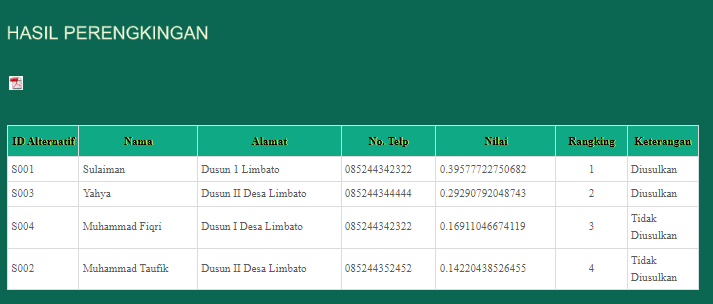 HASIL PERENGKINGAN
ID Alternatif Nama Alamat No. Telp Nilai Rangking Keterangan
S001 Sulaiman Dusun 1 Limbato 085244342322 0.39577722750682 1 Diusulkan
S003 Yahya Dusun II Desa Limbato 085244344444 0.29290792048743 2 Diusulkan
S004 Muhammad Fiqri Dusun I Desa Limbato 085244342322 0.16911046674119 3 Tidak
Diusulkan
S002 Muhammad Taufik Dusun II Desa Limbato 085244352452 0.14220438526455 4 Tidak
Diusulkan